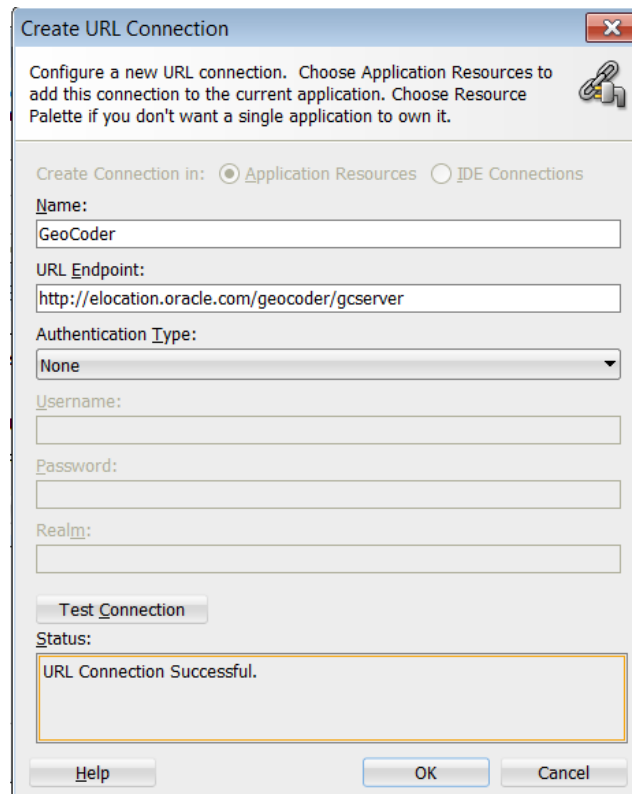 Create URL Connection
Configure a new URL connection. Choose Application Resources to
add this connection to the current application. Choose Resource
Palette if you don't want a single application to own it.
Create Connection in: Application Resources IDE Connections
Name:
GeoCoder
URL Endpoint:
http://elocation.oracle.com/geocoder/gcserver
Authentication Type:
None
Username:
Password:
Realm:
Test Connection
Status:
URL Connection Successful.
Help OK Cancel